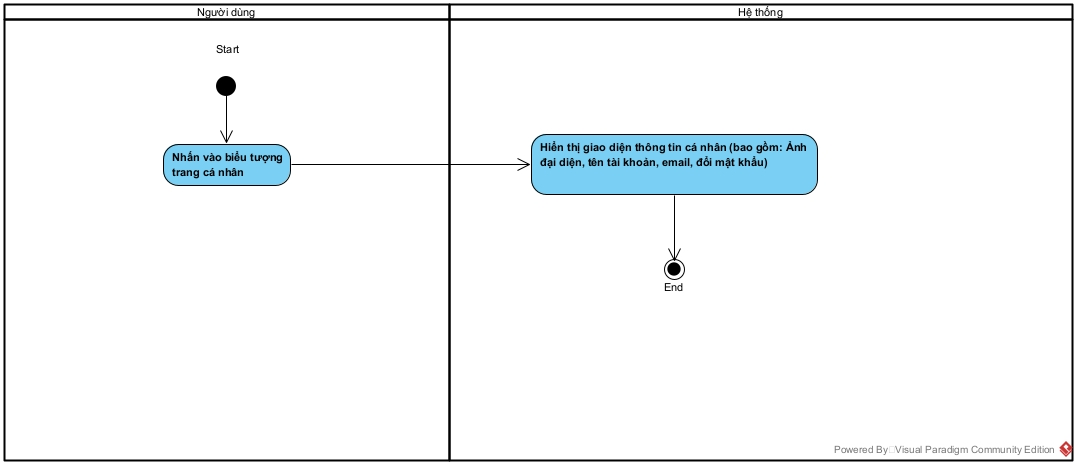 Người dùng
Hệ thống
Start
Nhấn vào biểu tượng
trang cá nhân
Hiển thị giao diện thông tin cá nhân (bao gồm: Ảnh
đại diện, tên tài khoản, email, đổi mật khẩu)
End
Powered By Visual Paradigm Community Edition